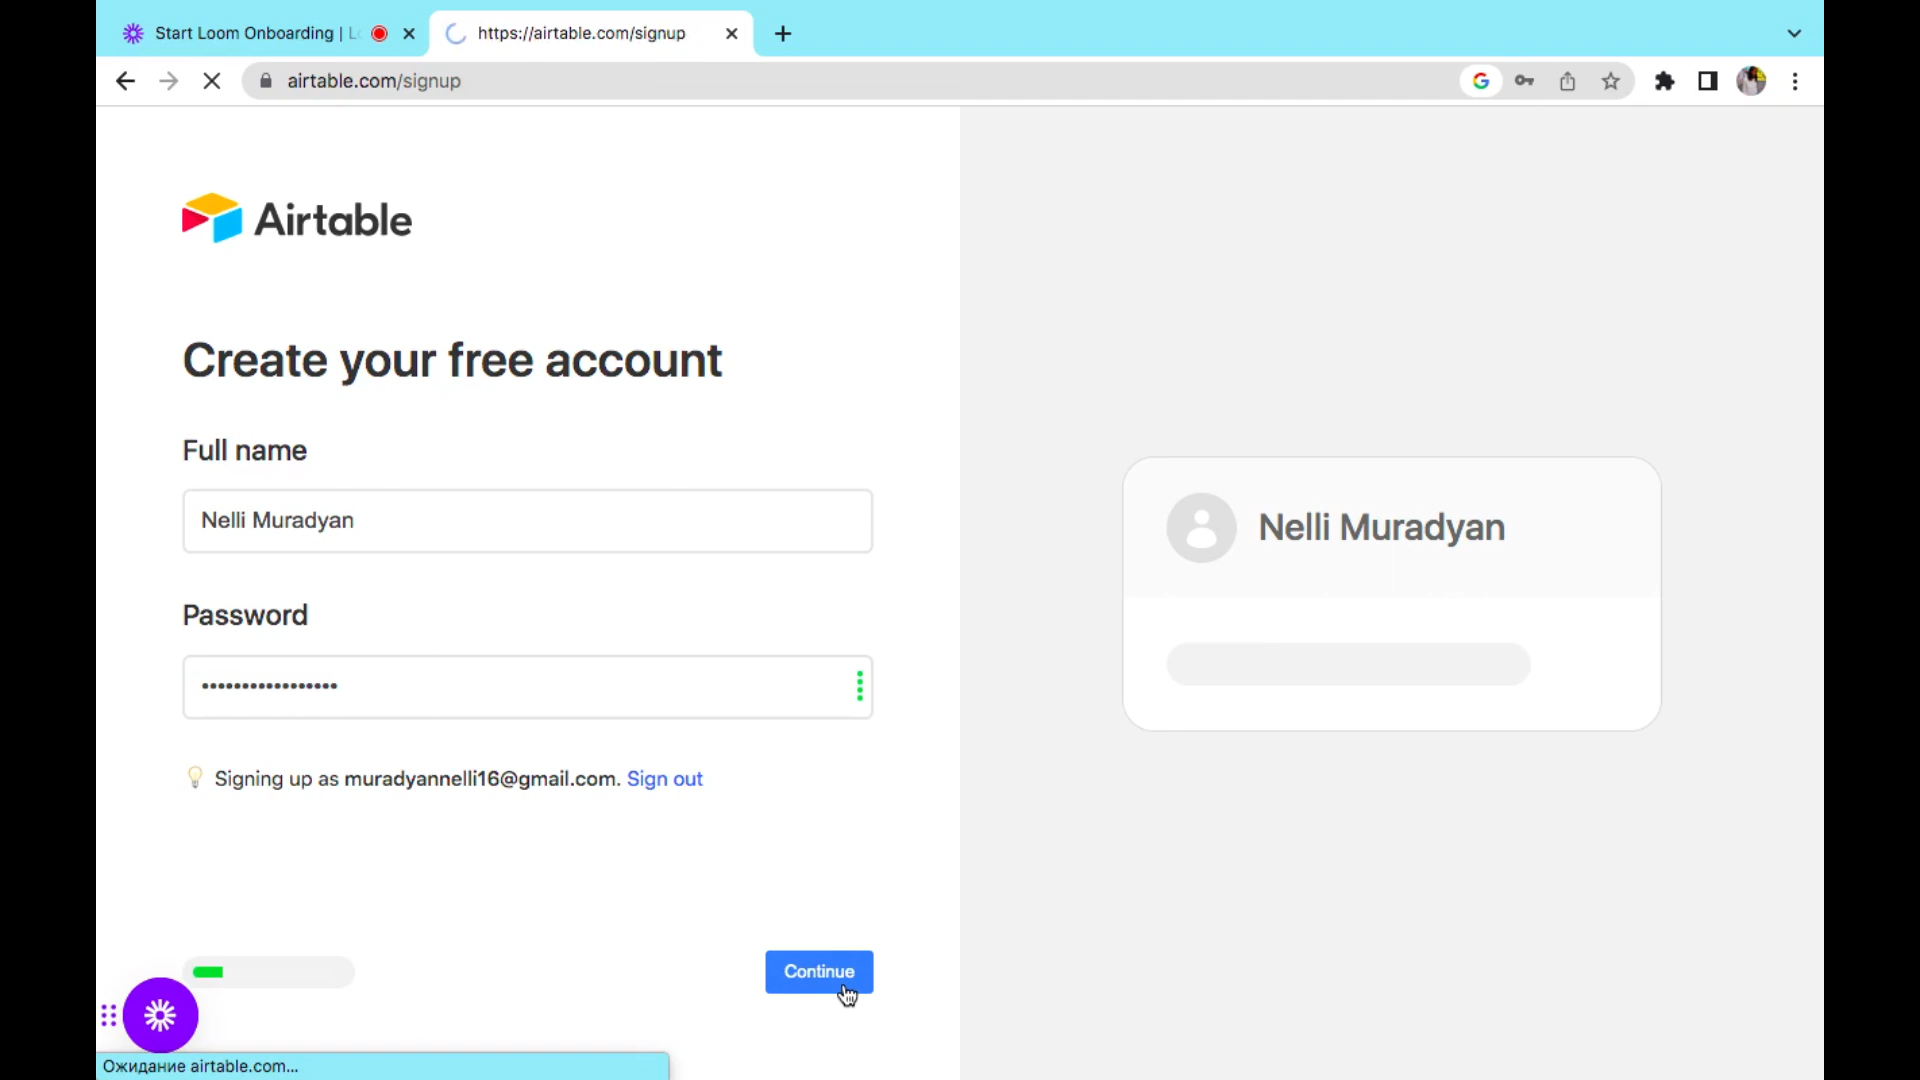 Start Loom Onboarding | Lo
https://airtable.com/signup
airtable.com/signup
Airtable
Create your free account
Full name
Nelli Muradyan
Nelli Muradyan
Password
•••••••••••••••••
Signing up as muradyannelli16@gmail.com. Sign out
Continue
Ожидание airtable.com...